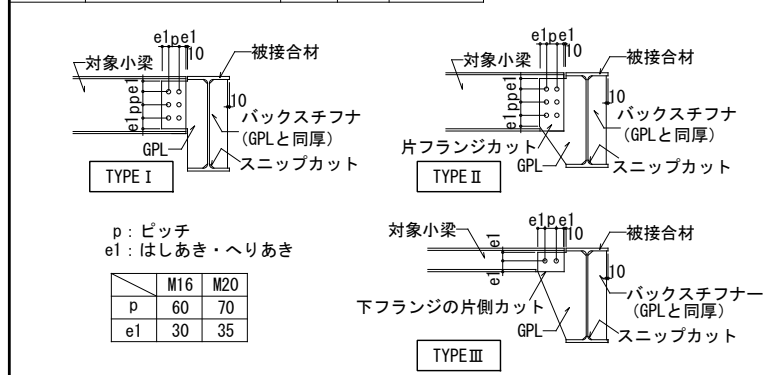 e1pe1
10
対象小梁
被接合材
e1ppe1
10
バックスチフナ
(GPLと同厚)
GPL
スニップカット
TYPE Ⅰ
e1pe1
10
対象小梁
被接合材
e1ppe1
10
バックスチフナ
(GPLと同厚)
片フランジカット
GPL
スニップカット
TYPE Ⅱ
p : ピッチ
e1 : はしあき・へりあき
M16 M20
p 60 70
e1 30 35
e1pe1
10
対象小梁
被接合材
e1
e1
10
バックスチフナー
(GPLと同厚)
下フランジの片側カット
GPL
スニップカット
TYPE Ⅲ